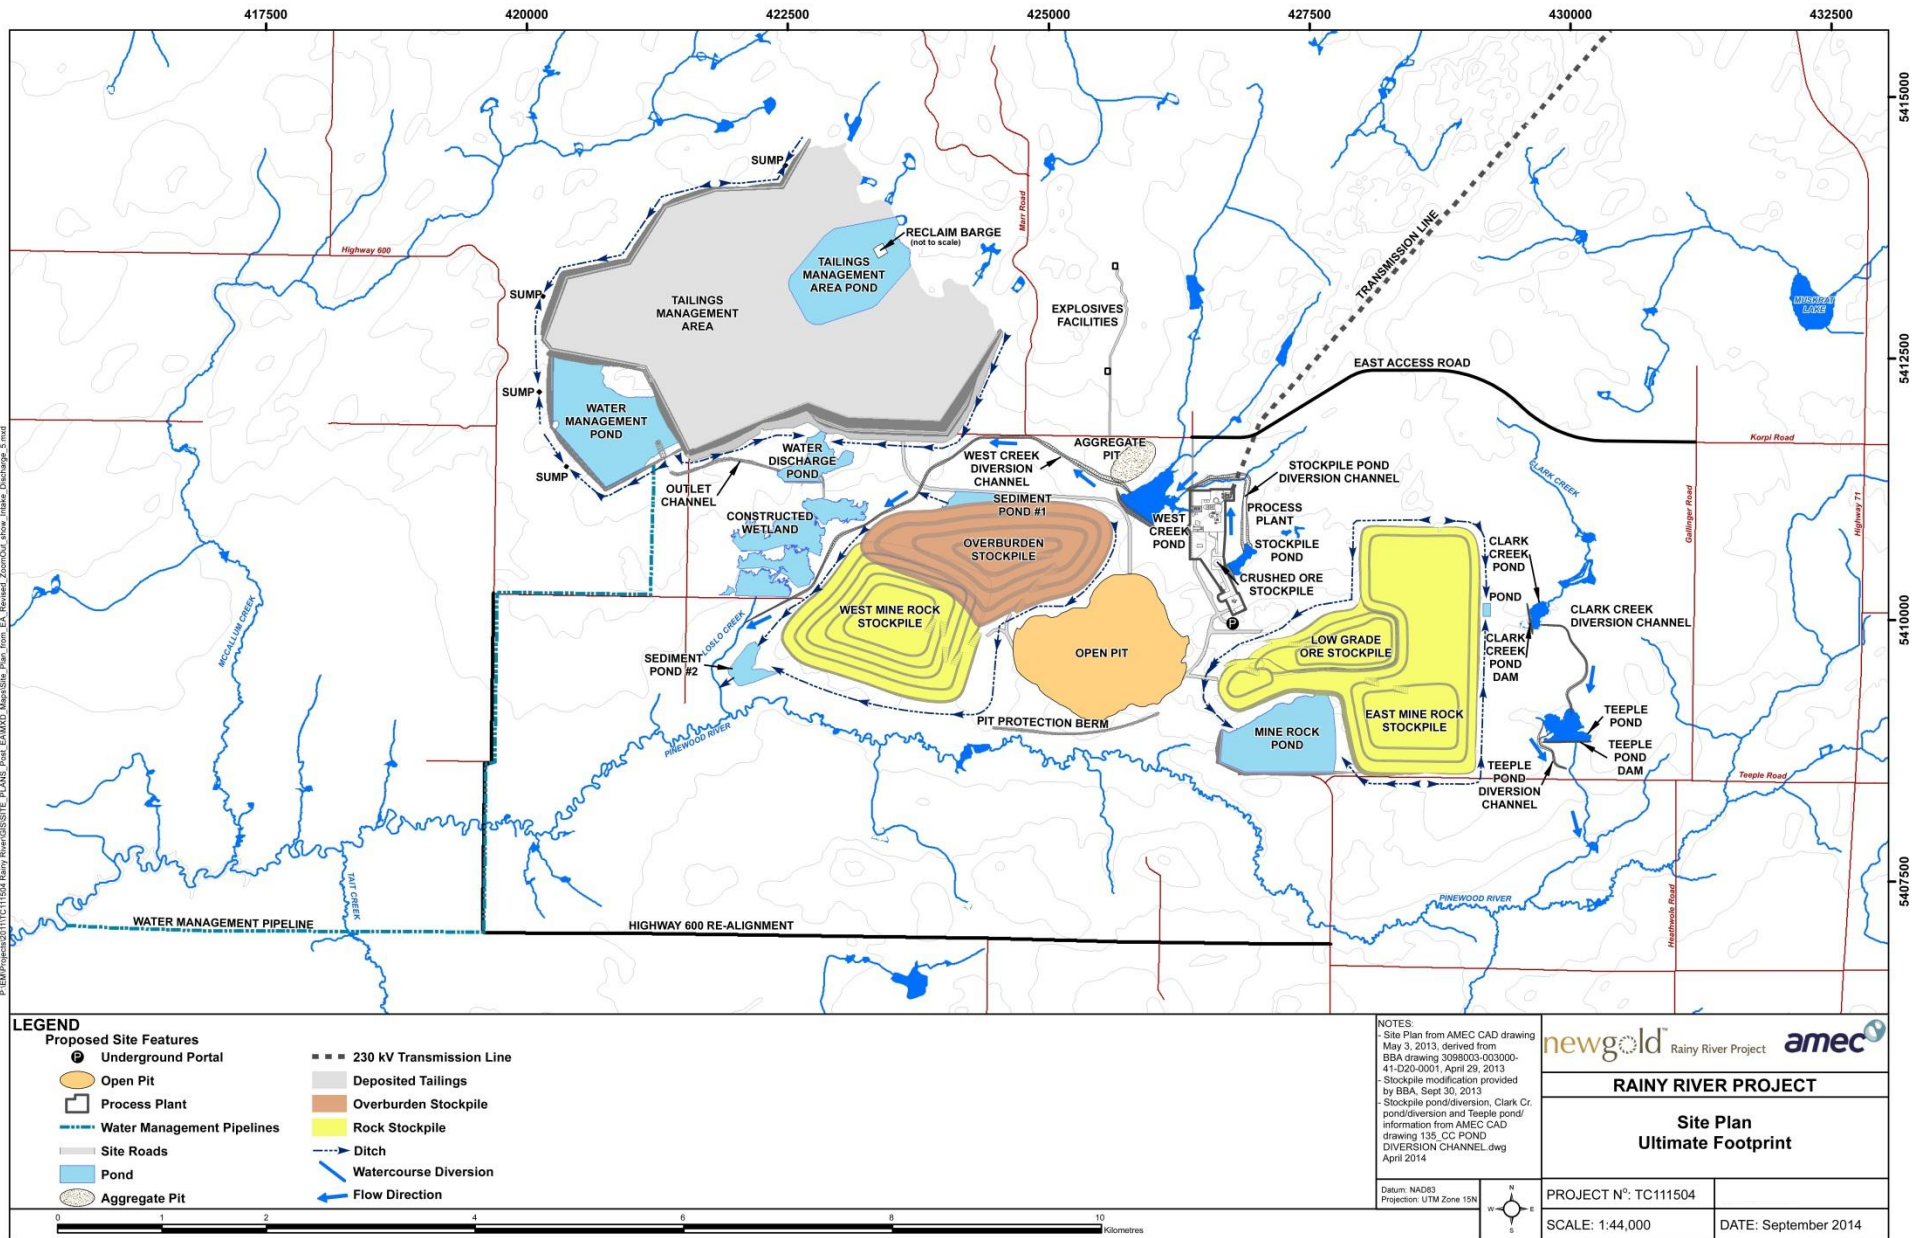 417500
420000
422500
425000
427500
430000
432500
5415000
5412500
5410000
5407500
SUMP
Highway 600
Marr Road
RECLAIM BARGE
(not to scale)
TAILINGS
MANAGEMENT
AREA POND
TRANSMISSION LINE
MUSKRAT
LAKE
SUMP
TAILINGS
MANAGEMENT
AREA
EXPLOSIVES
FACILITIES
EAST ACCESS ROAD
SUMP
WATER
MANAGEMENT
POND
Korpi Road
AGGREGATE
PIT
WATER
DISCHARGE
POND
WEST CREEK
DIVERSION
CHANNEL
SUMP
STOCKPILE POND
DIVERSION CHANNEL
CLARK CREEK
OUTLET
CHANNEL
SEDIMENT
POND #1
PROCESS
PLANT
WEST
CREEK
POND
CONSTRUCTED
WETLAND
OVERBURDEN
STOCKPILE
STOCKPILE
POND
Gallinger Road
Highway 71
CLARK
CREEK
POND
CRUSHED ORE
STOCKPILE
POND
MCCALLUM CREEK
LOSLO CREEK
WEST MINE ROCK
STOCKPILE
P
CLARK CREEK
DIVERSION CHANNEL
LOW GRADE
ORE STOCKPILE
CLARK
CREEK
POND
DAM
SEDIMENT
POND #2
OPEN PIT
PIT PROTECTION BERM
EAST MINE ROCK
STOCKPILE
TEEPLE
POND
MINE ROCK
POND
PINEWOOD RIVER
TEEPLE
POND
DAM
TEEPLE
POND
DIVERSION
CHANNEL
Teeple Road
TAIT CREEK
PINEWOOD RIVER
Heathwole Road
WATER MANAGEMENT PIPELINE
HIGHWAY 600 RE-ALIGNMENT
P:\EM\Projects\2011\TC111504 Rainy River\GIS\SITE_PLANS_Post_EA\MXD_Maps\Site_Plan_from_EA_Revised_ZoomOut_show_Intake_Discharge_5.mxd
LEGEND
Proposed Site Features
P Underground Portal
Open Pit
Process Plant
Water Management Pipelines
Site Roads
Pond
Aggregate Pit
230 kV Transmission Line
Deposited Tailings
Overburden Stockpile
Rock Stockpile
Ditch
Watercourse Diversion
Flow Direction
0 1 2 4 6 8 10
Kilometres
NOTES:
- Site Plan from AMEC CAD drawing
May 3, 2013, derived from
BBA drawing 3098003-003000-
41-D20-0001, April 29, 2013
- Stockpile modification provided
by BBA, Sept 30, 2013
- Stockpile pond/diversion, Clark Cr.
pond/diversion and Teeple pond/
information from AMEC CAD
drawing 135_CC POND
DIVERSION CHANNEL.dwg
April 2014
Datum: NAD83
Projection: UTM Zone 15N
N
W E
S
newgold™ Rainy River Project
amec
RAINY RIVER PROJECT
Site Plan
Ultimate Footprint
PROJECT Nº: TC111504
SCALE: 1:44,000
DATE: September 2014